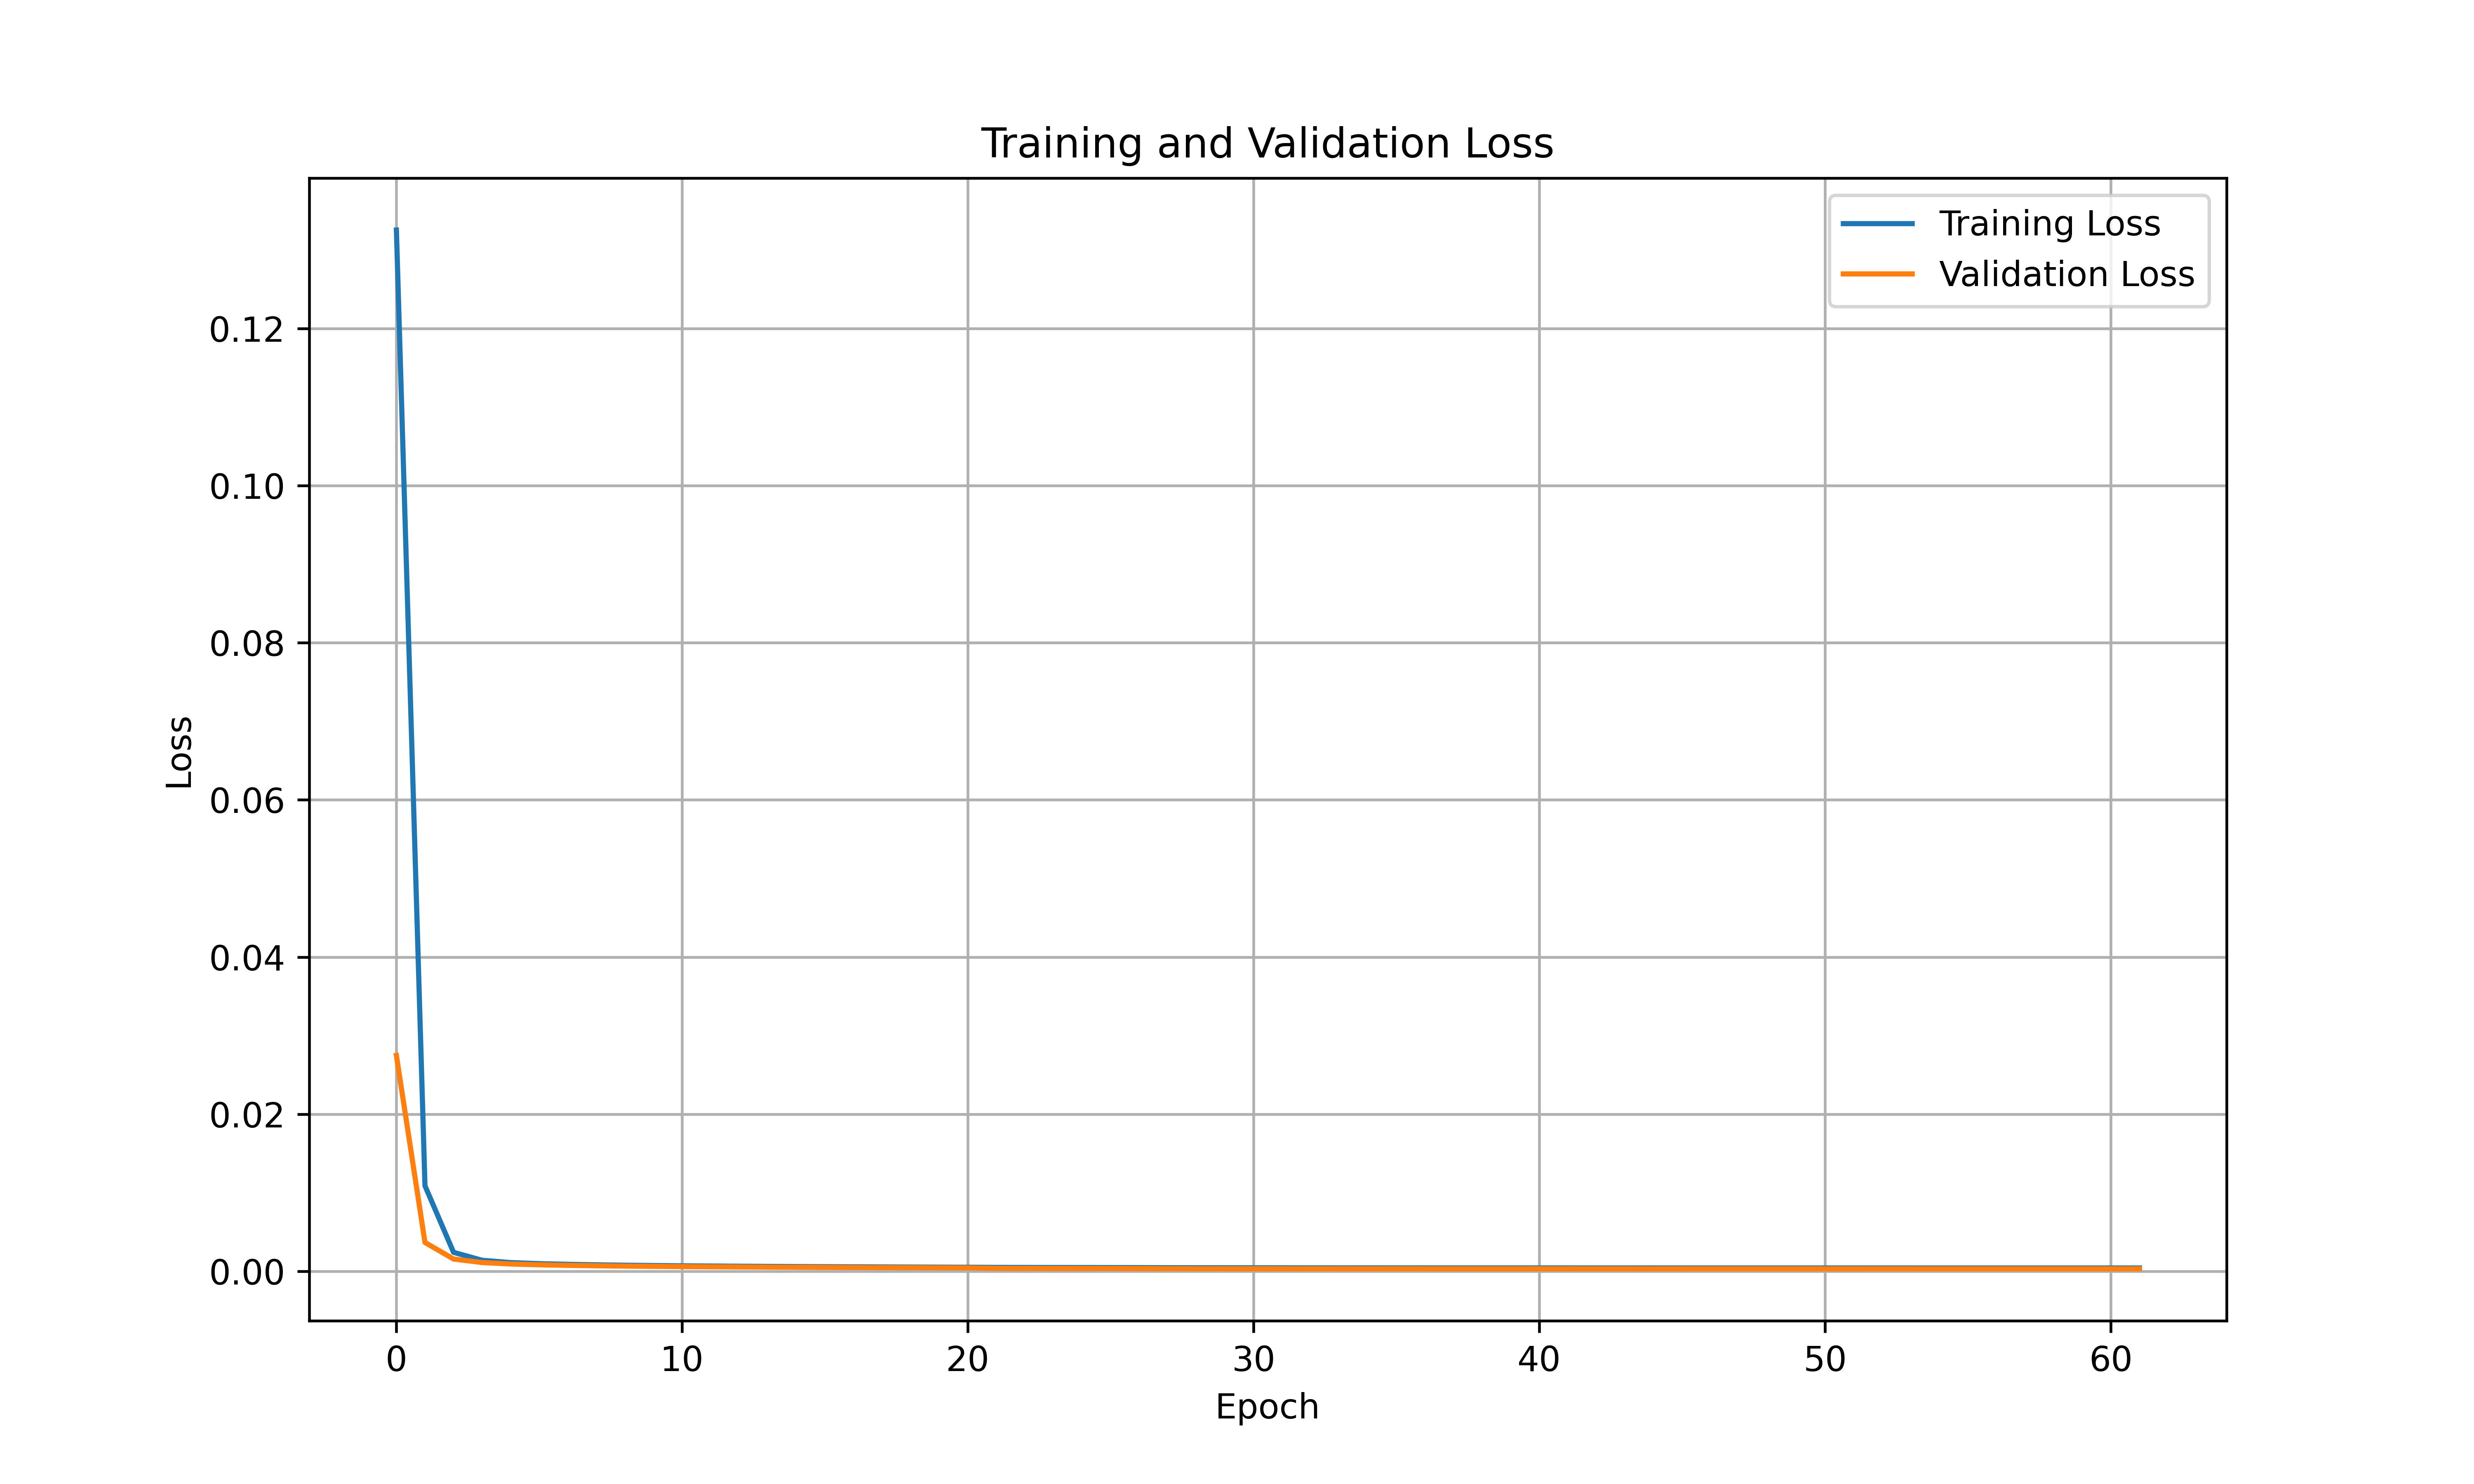 Training and Validation Loss
Training Loss
Validation Loss
0.12
0.10
0.08
0.06
0.04
0.02
0.00
Loss
0 10 20 30 40 50 60
Epoch